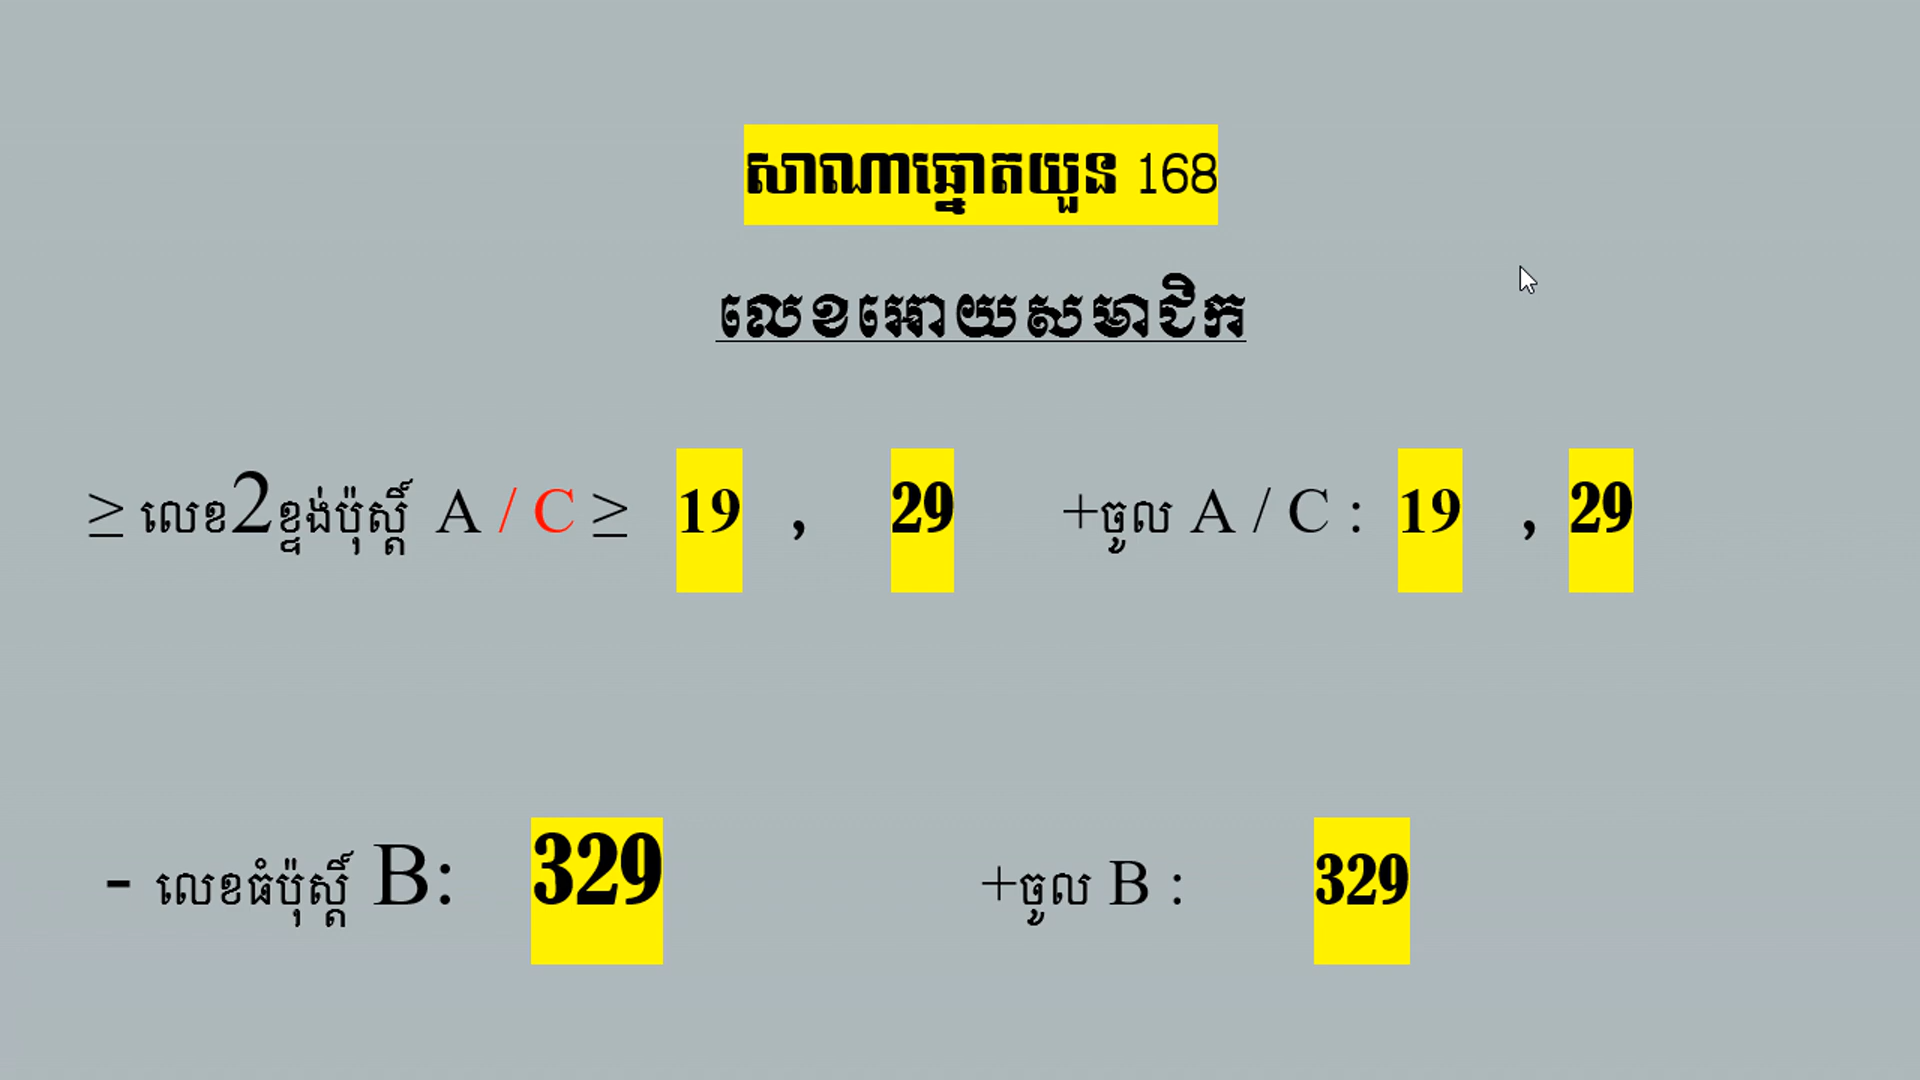 សាណាឆ្នោតយួន 168
លេខអោយសមាជិក
≥ លេខ2ខ្ទង់ប៉ុស្តិ៍ A / C ≥ 19 , 29 +ចូល A / C : 19 , 29
- លេខធំប៉ុស្តិ៍ B: 329 +ចូល B : 329